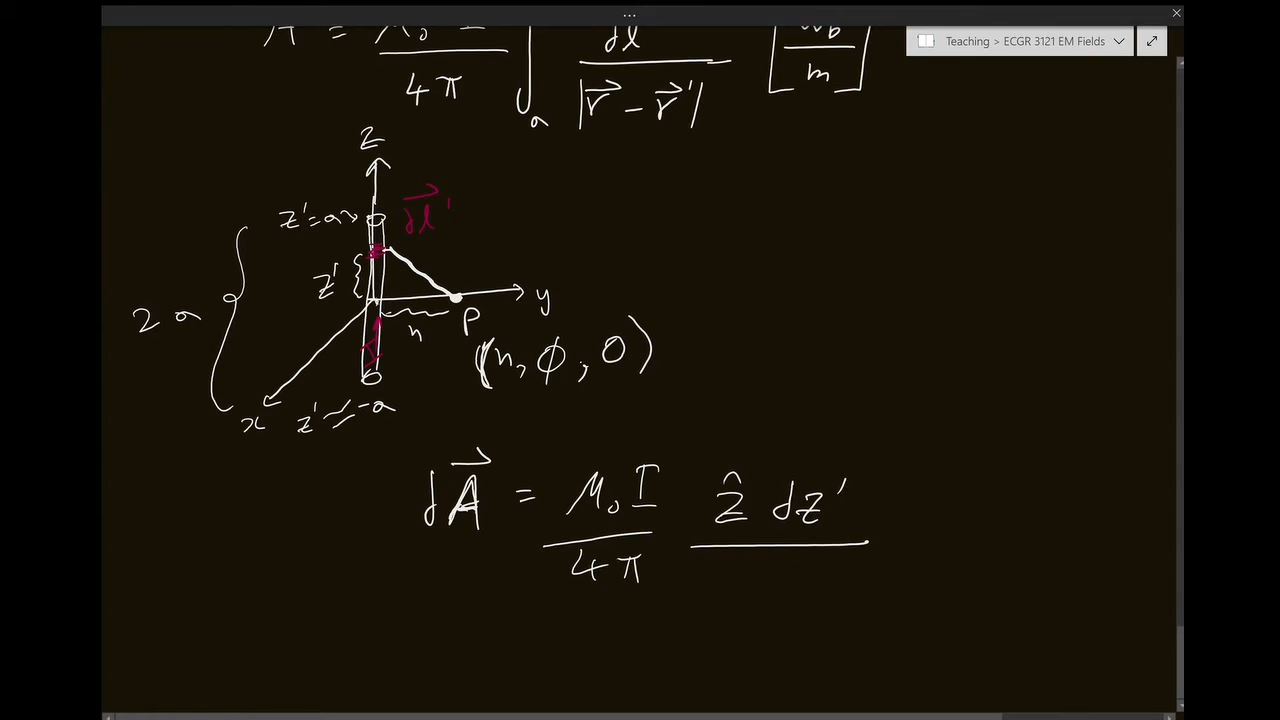 Teaching > ECGR 3121 EM Fields
A = μ₀ I / 4π ∫ₐ dl / |r⃗ - r⃗'| [Wb / m]
z
z' = a
dl⃗'
z'
2a
y
P
r
(r, ϕ, 0)
x
z' = -a
dA⃗ = μ₀ I / 4π ẑ dz'